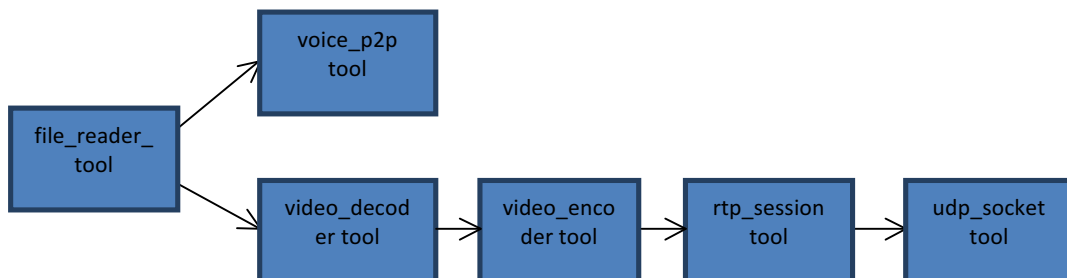 voice_p2p
tool
file_reader_
tool
video_decod
er tool
video_enco
der tool
rtp_session
tool
udp_socket
tool